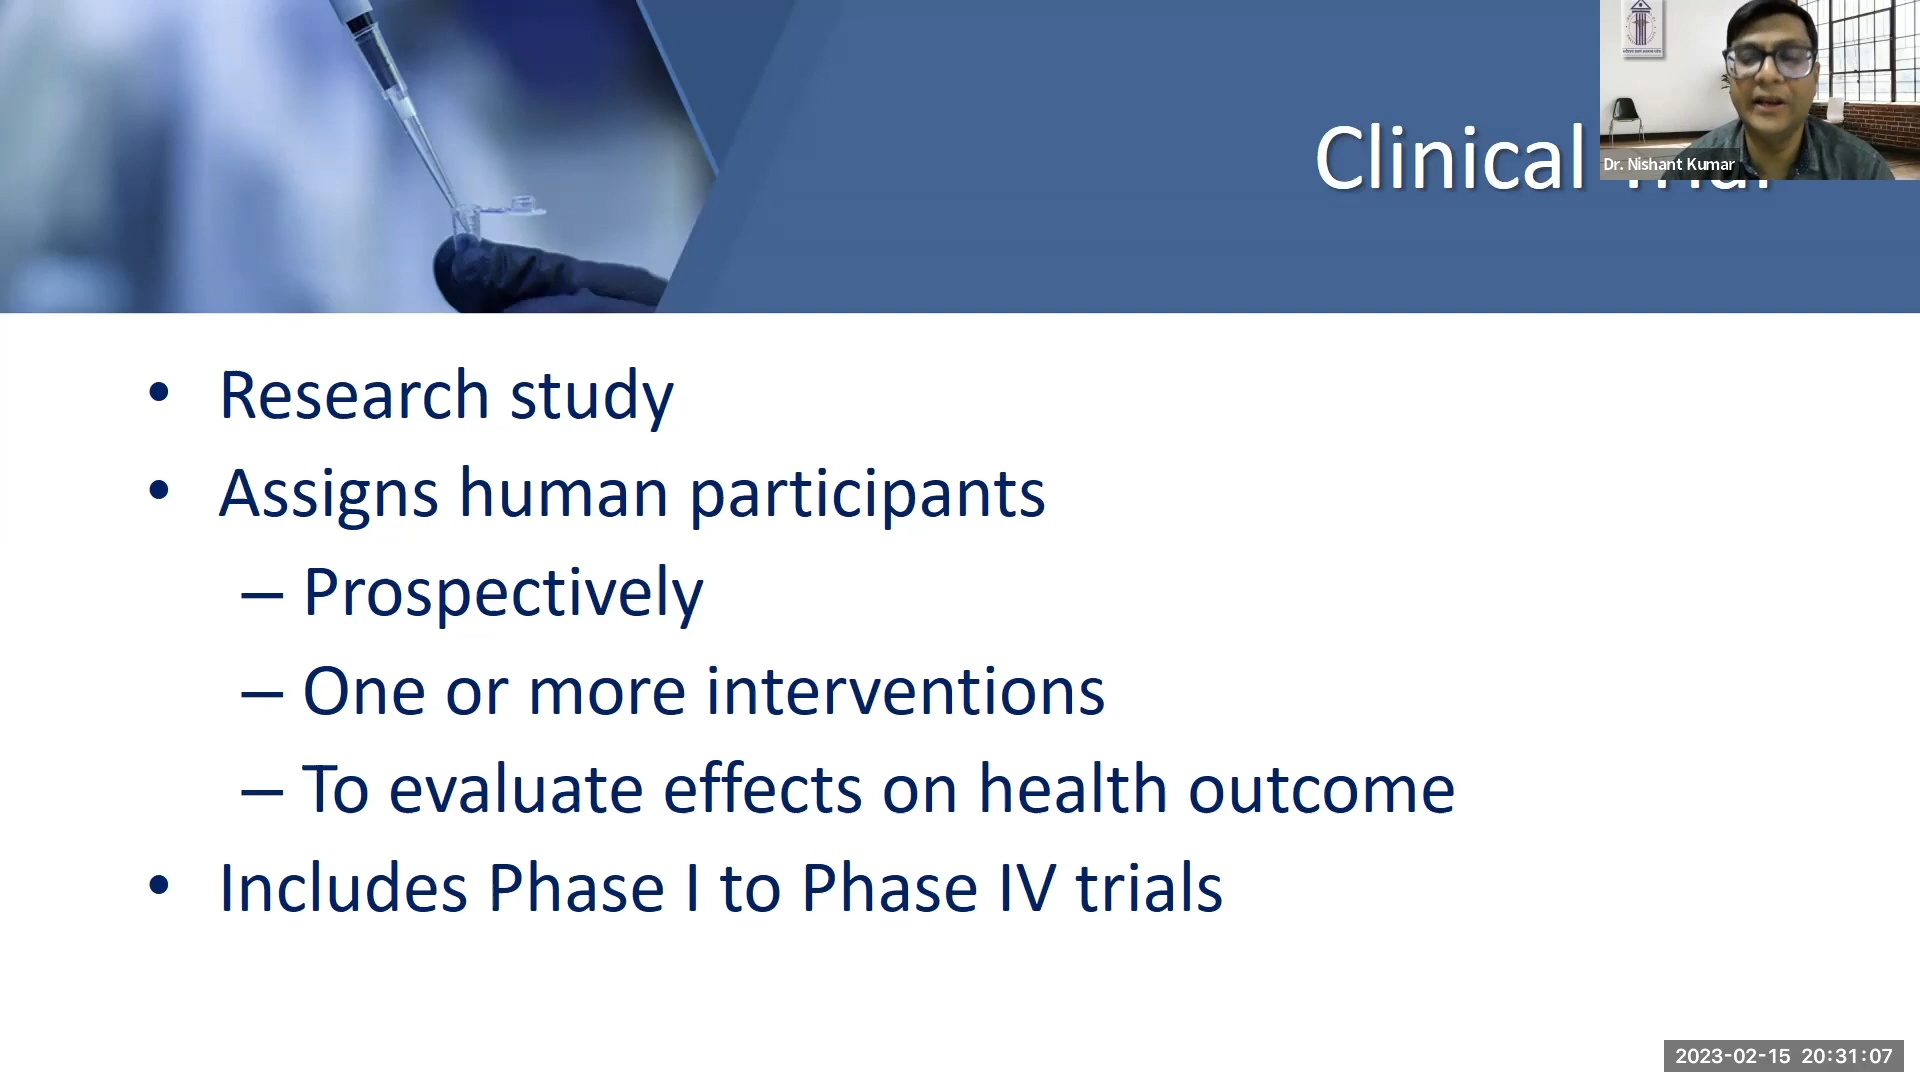 Clinical
Dr. Nishant Kumar
• Research study
• Assigns human participants
– Prospectively
– One or more interventions
– To evaluate effects on health outcome
• Includes Phase I to Phase IV trials
2023-02-15 20:31:07